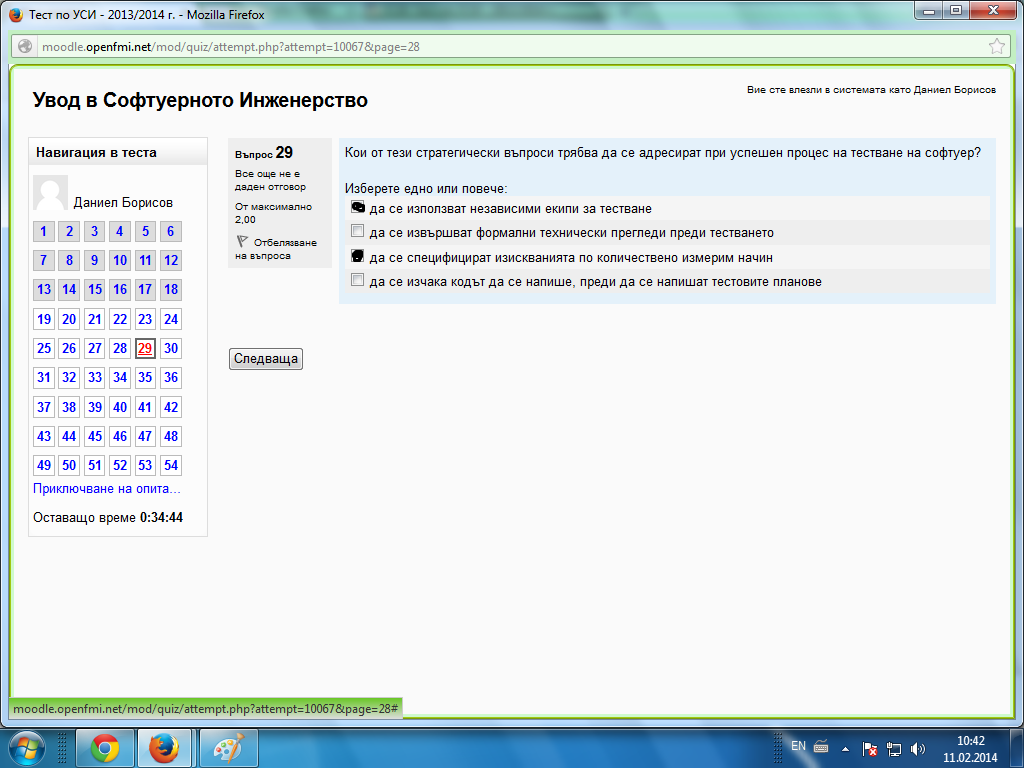 Тест по УСИ - 2013/2014 г. - Mozilla Firefox
moodle.openfmi.net/mod/quiz/attempt.php?attempt=10067&page=28
Увод в Софтуерното Инженерство
Вие сте влезли в системата като Даниел Борисов
Навигация в теста
Даниел Борисов
1 2 3 4 5 6
7 8 9 10 11 12
13 14 15 16 17 18
19 20 21 22 23 24
25 26 27 28 29 30
31 32 33 34 35 36
37 38 39 40 41 42
43 44 45 46 47 48
49 50 51 52 53 54
Приключване на опита...
Оставащо време 0:34:44
Въпрос 29
Все още не е
даден отговор
От максимално
2,00
Отбелязване
на въпроса
Кои от тези стратегически въпроси трябва да се адресират при успешен процес на тестване на софтуер?
Изберете едно или повече:
да се използват независими екипи за тестване
да се извършват формални технически прегледи преди тестването
да се специфицират изискванията по количествено измерим начин
да се изчака кодът да се напише, преди да се напишат тестовите планове
Следваща
moodle.openfmi.net/mod/quiz/attempt.php?attempt=10067&page=28#
EN
10:42
11.02.2014